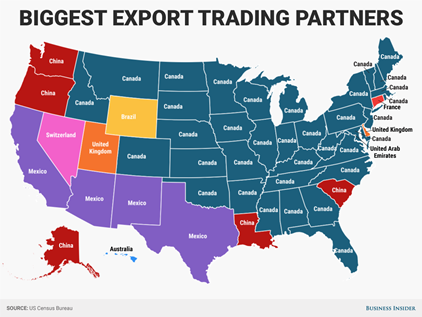 BIGGEST EXPORT TRADING PARTNERS
China
Canada
Canada
Canada
Canada
Canada
Canada
China
Canada
Canada
Canada
Canada
Canada
Canada
Canada
Canada
France
Brazil
Switzerland
United
Kingdom
Canada
Canada
Canada
Canada
Canada
Canada
Canada
Canada
United Kingdom
Canada
United Arab
Emirates
Mexico
Canada
Canada
Canada
Canada
Canada
Canada
Canada
Mexico
Mexico
Canada
Canada
Canada
China
Mexico
China
Canada
Canada
Canada
Canada
China
Australia
SOURCE: US Census Bureau
BUSINESS INSIDER